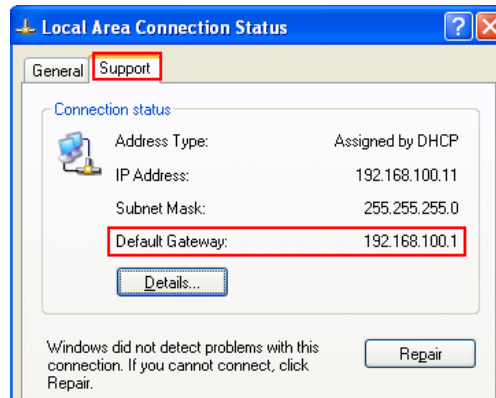 Local Area Connection Status
General Support
Connection status
Address Type: Assigned by DHCP
IP Address: 192.168.100.11
Subnet Mask: 255.255.255.0
Default Gateway: 192.168.100.1
Details...
Windows did not detect problems with this
connection. If you cannot connect, click
Repair.
Repair